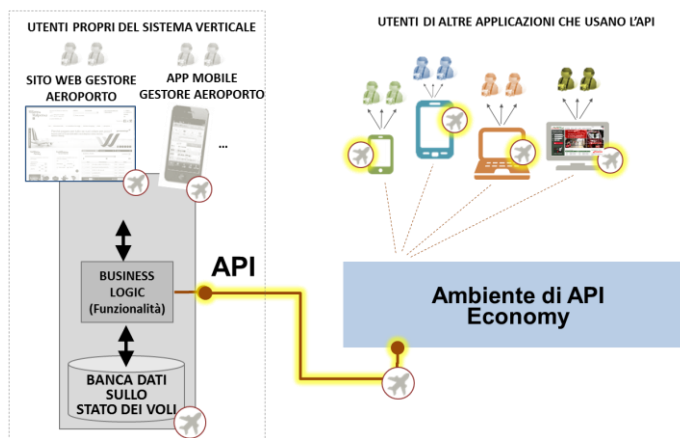 UTENTI PROPRI DEL SISTEMA VERTICALE
SITO WEB GESTORE
AEROPORTO
APP MOBILE
GESTORE AEROPORTO
...
BUSINESS
LOGIC
(Funzionalità)
BANCA DATI
SULLO
STATO DEI VOLI
API
UTENTI DI ALTRE APPLICAZIONI CHE USANO L'API
Ambiente di API
Economy